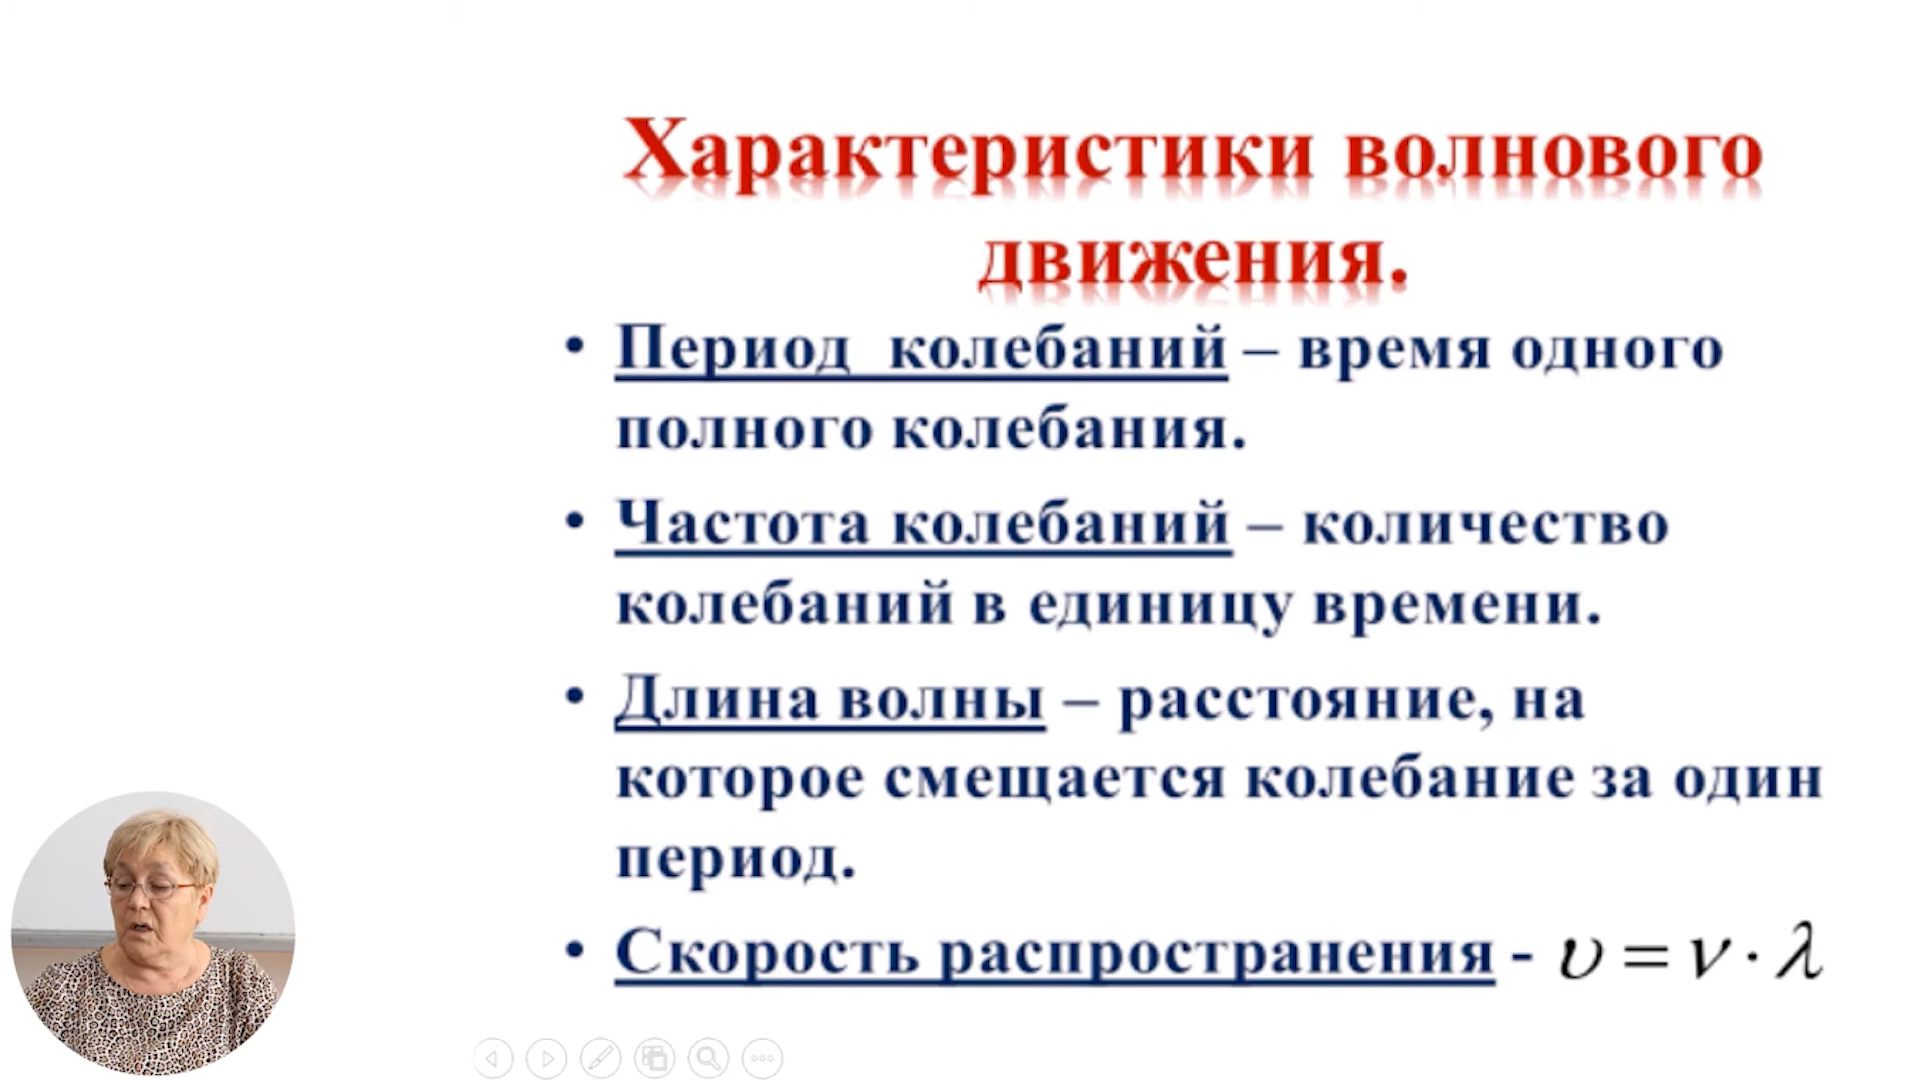 Характеристики волнового
движения.
• Период  колебаний – время одного
полного колебания.
• Частота колебаний – количество
колебаний в единицу времени.
• Длина волны – расстояние, на
которое смещается колебание за один
период.
• Скорость распространения - υ = ν · λ